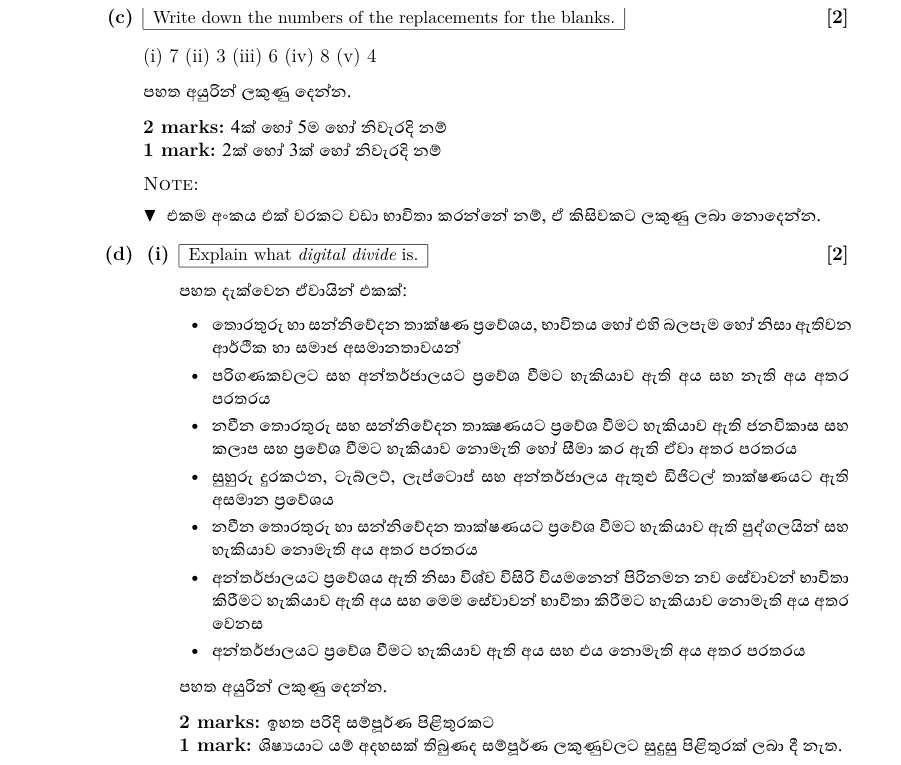 (c) Write down the numbers of the replacements for the blanks. [2]
(i) 7 (ii) 3 (iii) 6 (iv) 8 (v) 4
පහත අයුරින් ලකුණු දෙන්න.
2 marks: 4ක් හෝ 5ම හෝ නිවැරදි නම්
1 mark: 2ක් හෝ 3ක් හෝ නිවැරදි නම්
NOTE:
▼ එකම අංකය එක් වරකට වඩා භාවිතා කරන්නේ නම්, ඒ කිසිවකට ලකුණු ලබා නොදෙන්න.
(d) (i) Explain what digital divide is. [2]
පහත දැක්වෙන ඒවායින් එකක්:
• තොරතුරු හා සන්නිවේදන තාක්ෂණ ප්‍රවේශය, භාවිතය හෝ එහි බලපෑම හෝ නිසා ඇතිවන
ආර්ථික හා සමාජ අසමානතාවයන්
• පරිගණකවලට සහ අන්තර්ජාලයට ප්‍රවේශ වීමට හැකියාව ඇති අය සහ නැති අය අතර
පරතරය
• නවීන තොරතුරු සහ සන්නිවේදන තාක්‍ෂණයට ප්‍රවේශ වීමට හැකියාව ඇති ජනවිකාස සහ
කලාප සහ ප්‍රවේශ වීමට හැකියාව නොමැති හෝ සීමා කර ඇති ඒවා අතර පරතරය
• සුහුරු දුරකථන, ටැබ්ලට්, ලැප්ටොප් සහ අන්තර්ජාලය ඇතුළු ඩිජිටල් තාක්ෂණයට ඇති
අසමාන ප්‍රවේශය
• නවීන තොරතුරු හා සන්නිවේදන තාක්ෂණයට ප්‍රවේශ වීමට හැකියාව ඇති පුද්ගලයින් සහ
හැකියාව නොමැති අය අතර පරතරය
• අන්තර්ජාලයට ප්‍රවේශය ඇති නිසා විශ්ව විසිරි වියමනෙන් පිරිනමන නව සේවාවන් භාවිතා
කිරීමට හැකියාව ඇති අය සහ මෙම සේවාවන් භාවිතා කිරීමට හැකියාව නොමැති අය අතර
වෙනස
• අන්තර්ජාලයට ප්‍රවේශ වීමට හැකියාව ඇති අය සහ එය නොමැති අය අතර පරතරය
පහත අයුරින් ලකුණු දෙන්න.
2 marks: ඉහත පරිදි සම්පූර්ණ පිළිතුරකට
1 mark: ශිෂ්‍යයාට යම් අදහසක් තිබුණද සම්පූර්ණ ලකුණුවලට සුදුසු පිළිතුරක් ලබා දී නැත.